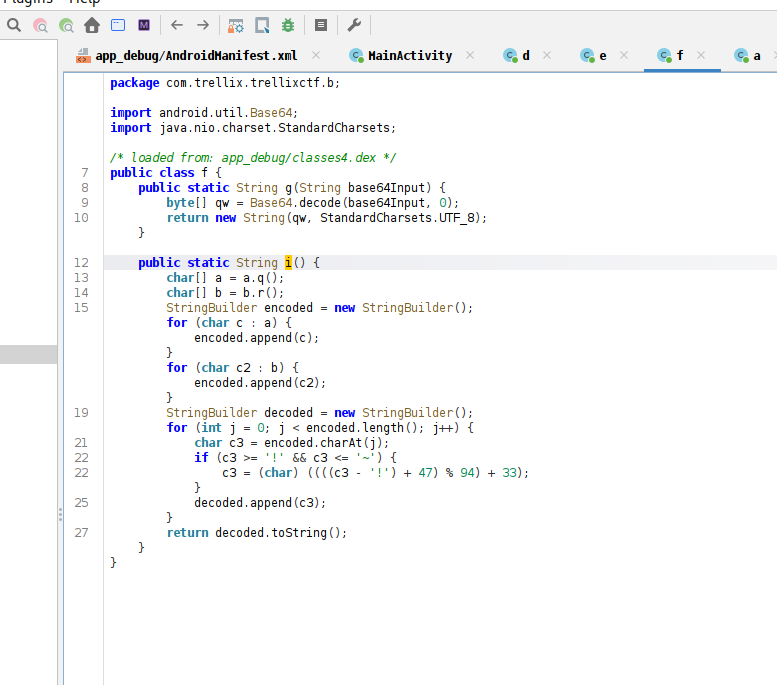 Plugins Help
app_debug/AndroidManifest.xml MainActivity d e f a
package com.trellix.trellixctf.b;
import android.util.Base64;
import java.nio.charset.StandardCharsets;
/* loaded from: app_debug/classes4.dex */
7 public class f {
8 public static String g(String base64Input) {
9 byte[] qw = Base64.decode(base64Input, 0);
10 return new String(qw, StandardCharsets.UTF_8);
}
12 public static String i() {
13 char[] a = a.q();
14 char[] b = b.r();
15 StringBuilder encoded = new StringBuilder();
for (char c : a) {
encoded.append(c);
}
for (char c2 : b) {
encoded.append(c2);
}
19 StringBuilder decoded = new StringBuilder();
for (int j = 0; j < encoded.length(); j++) {
21 char c3 = encoded.charAt(j);
22 if (c3 >= '!' && c3 <= '~') {
22 c3 = (char) ((((c3 - '!') + 47) % 94) + 33);
}
25 decoded.append(c3);
}
27 return decoded.toString();
}
}